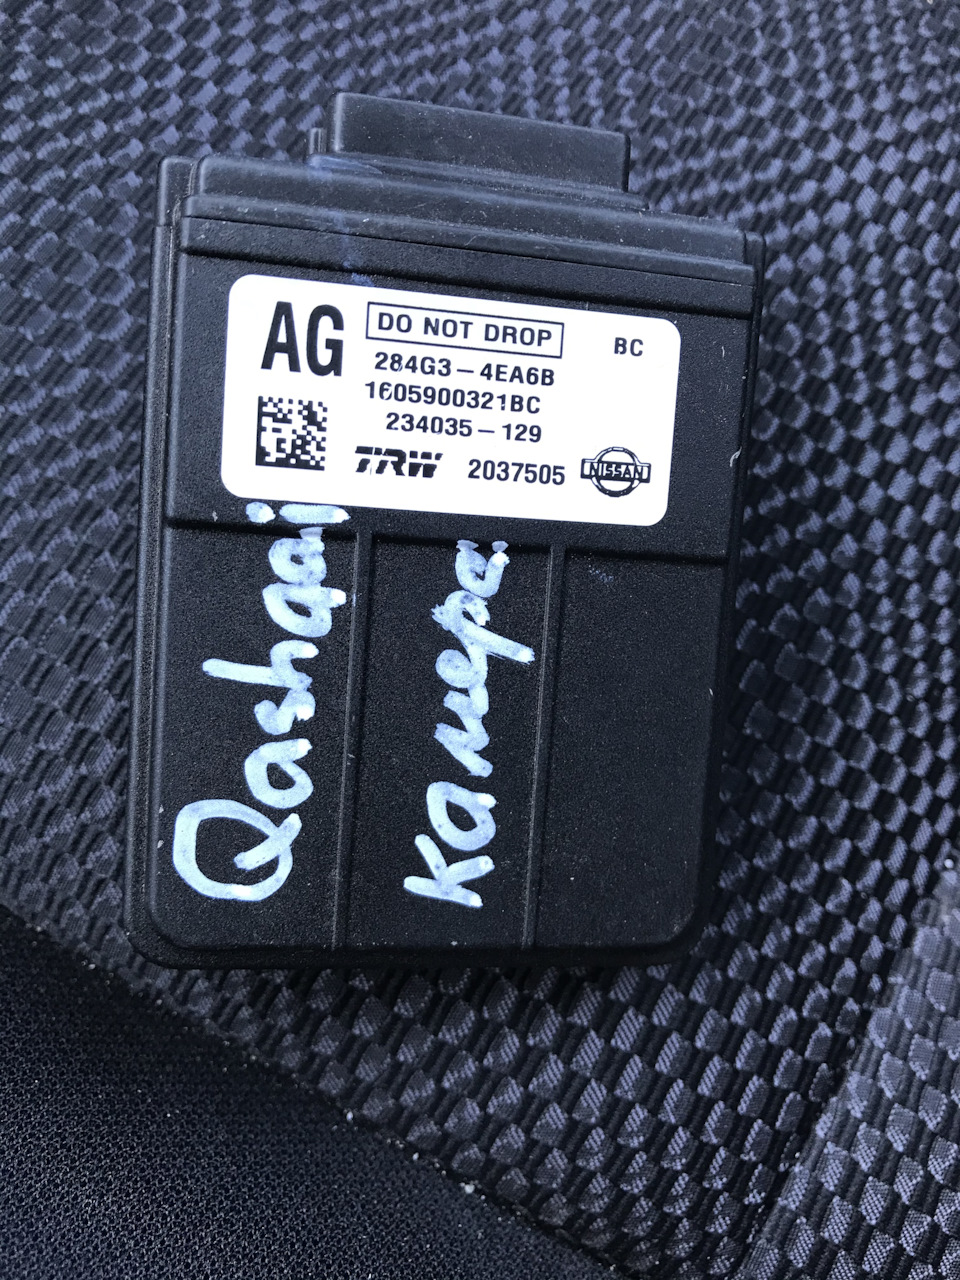 AG
DO NOT DROP
BC
284G3-4EA6B
1605900321BC
234035-129
TRW 2037505 NISSAN
Qashqai
Камера